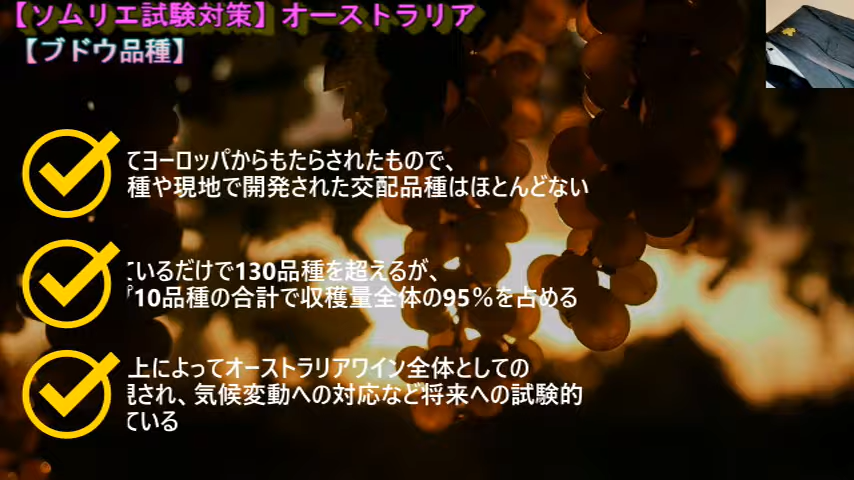 【ソムリエ試験対策】オーストラリア
【ブドウ品種】
てヨーロッパからもたらされたもので、
種や現地で開発された交配品種はほとんどない
ているだけで130品種を超えるが、
10品種の合計で収穫量全体の95%を占める
上によってオーストラリアワイン全体としての
され、気候変動への対応など将来への試験的
ている